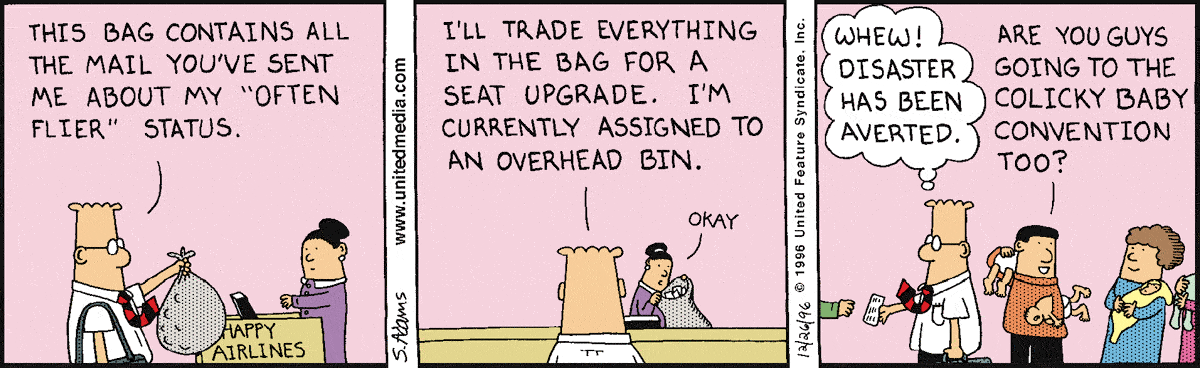 THIS BAG CONTAINS ALL
THE MAIL YOU'VE SENT
ME ABOUT MY "OFTEN
FLIER" STATUS.
HAPPY
AIRLINES
www.unitedmedia.com
S. Adams
I'LL TRADE EVERYTHING
IN THE BAG FOR A
SEAT UPGRADE. I'M
CURRENTLY ASSIGNED TO
AN OVERHEAD BIN.
OKAY
12/26/96 © 1996 United Feature Syndicate, Inc.
WHEW!
DISASTER
HAS BEEN
AVERTED.
ARE YOU GUYS
GOING TO THE
COLICKY BABY
CONVENTION
TOO?